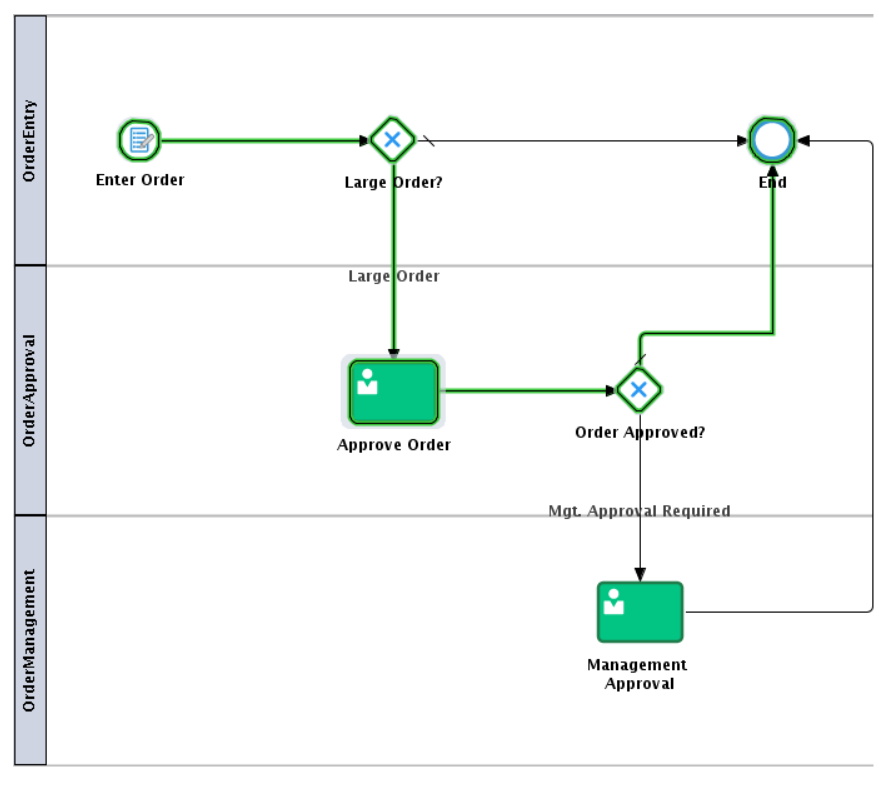 OrderEntry
Enter Order
Large Order?
End
Large Order
OrderApproval
Approve Order
Order Approved?
Mgt. Approval Required
OrderManagement
Management
Approval